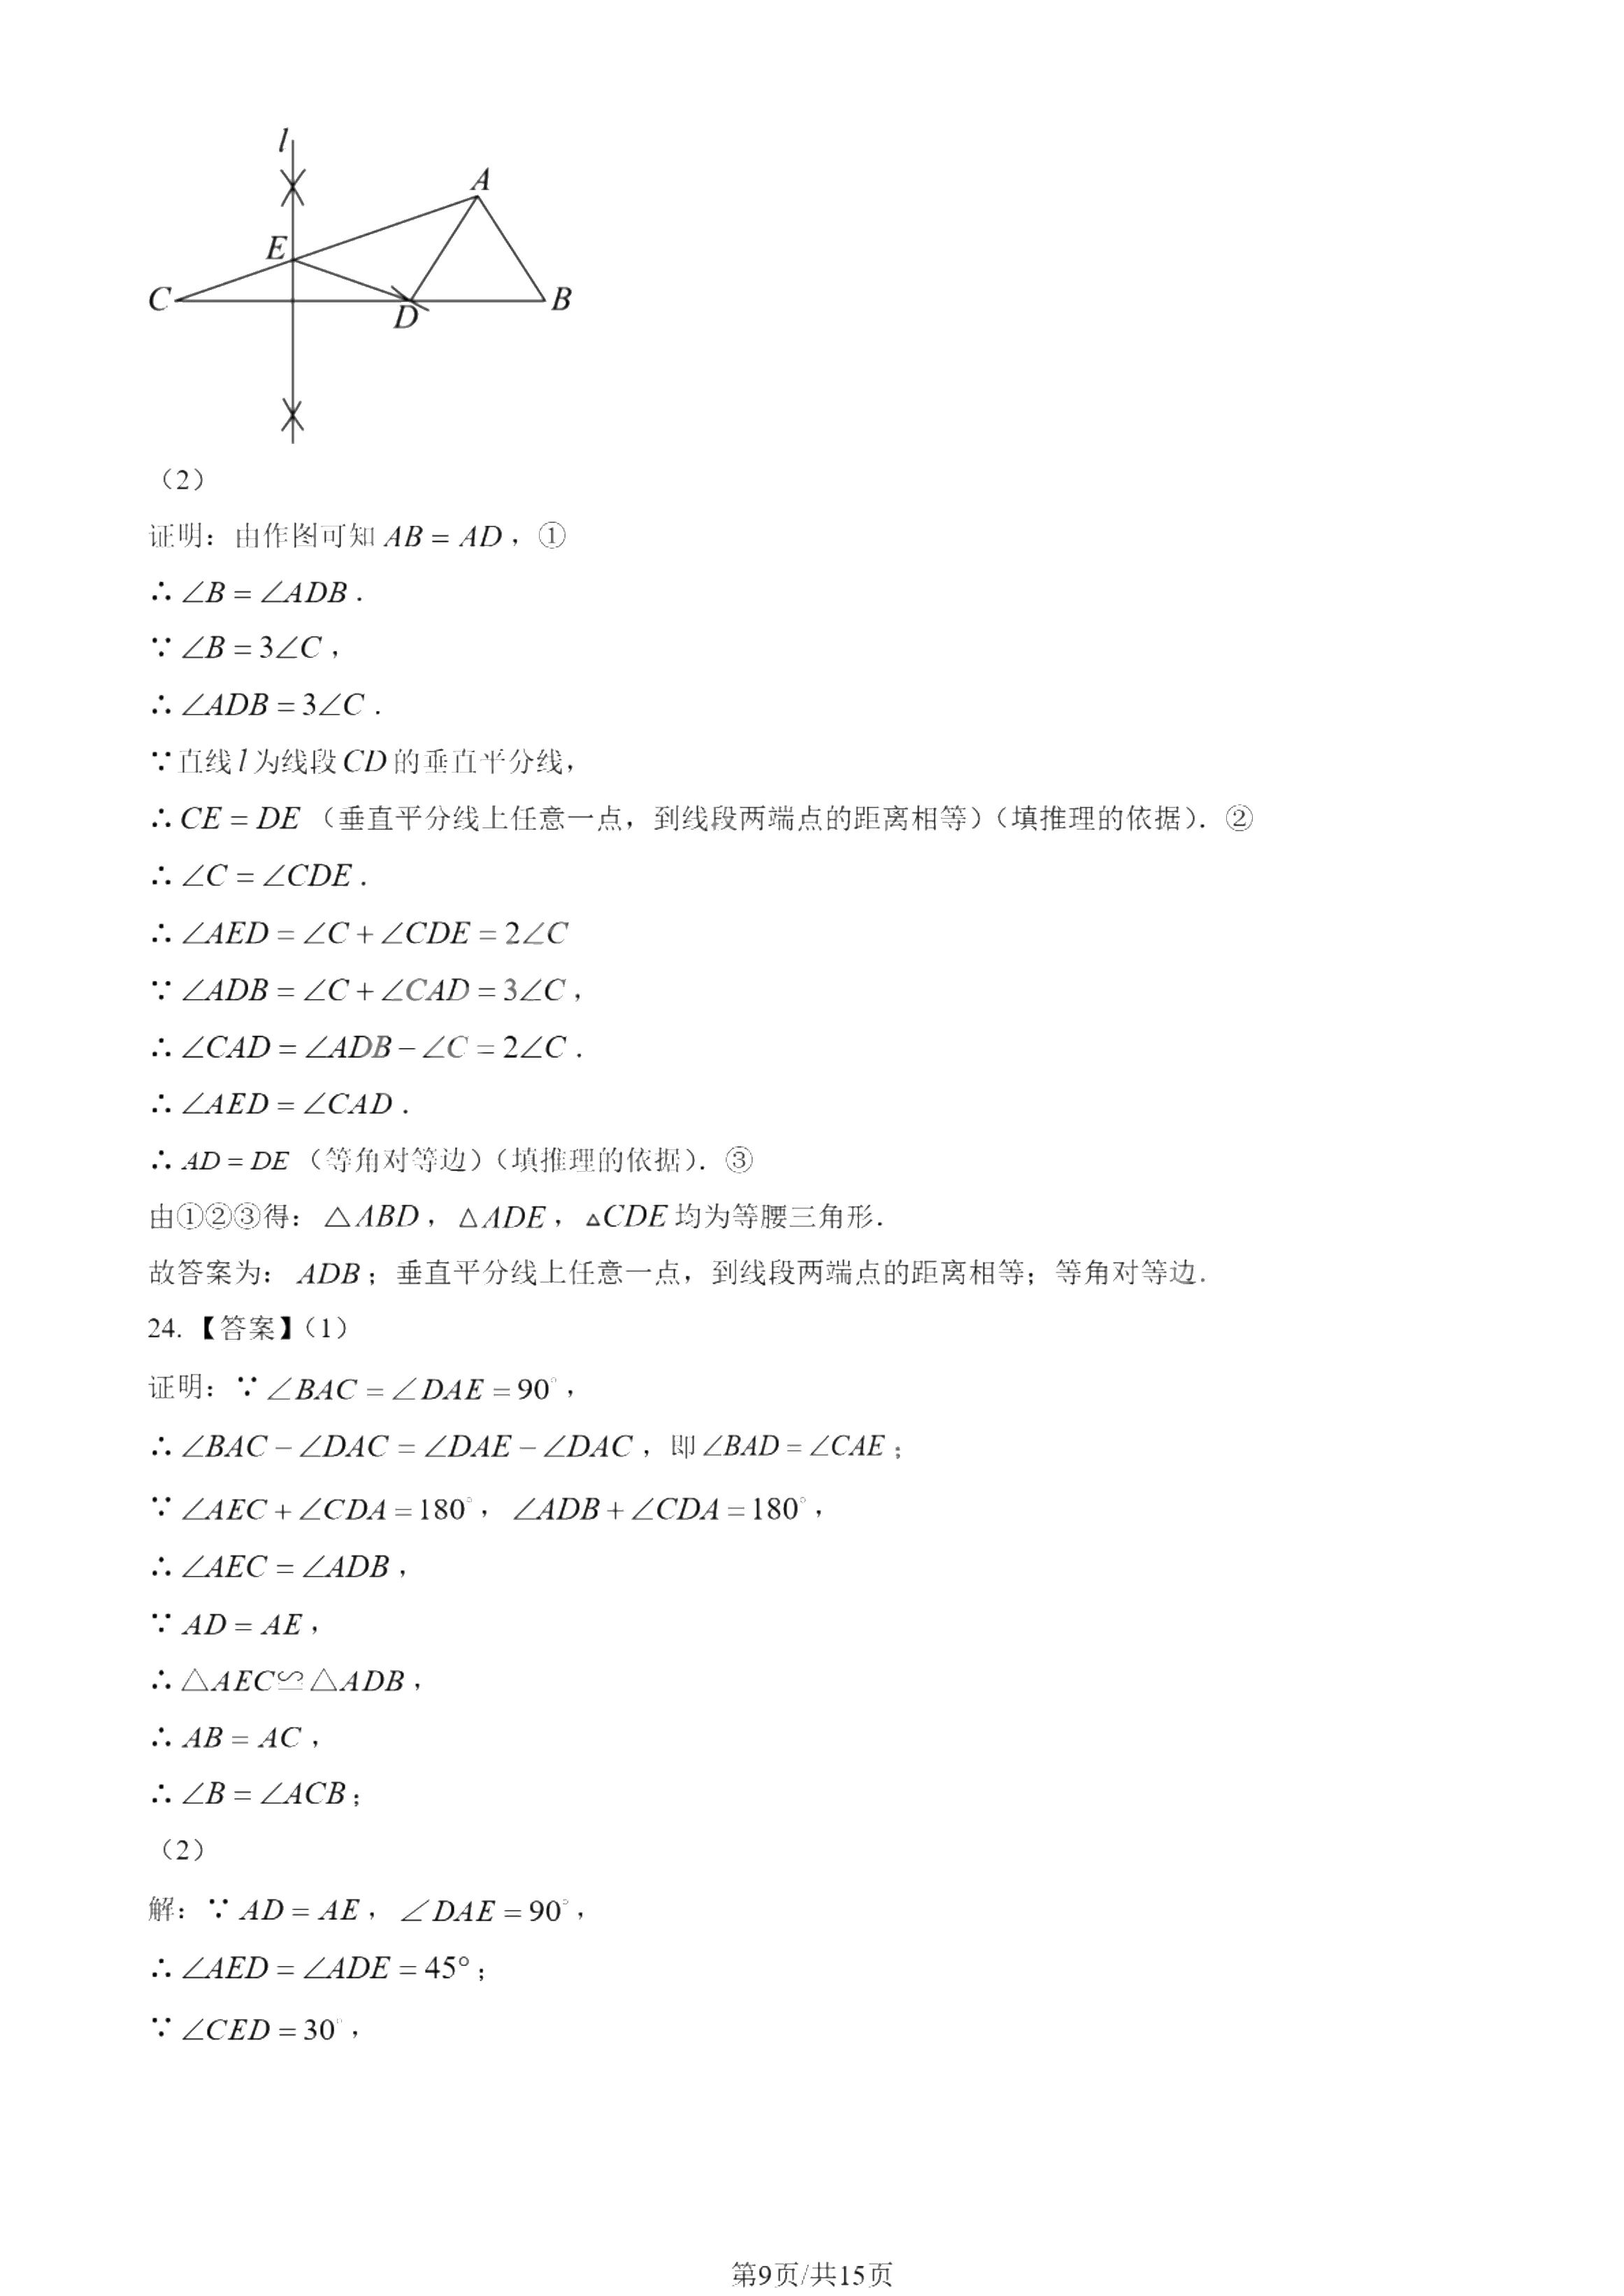 l
A
E
C
D
B
（2）
证明：由作图可知 AB = AD，①
∴ ∠B = ∠ADB．
∵ ∠B = 3∠C，
∴ ∠ADB = 3∠C．
∵直线 l 为线段 CD 的垂直平分线，
∴ CE = DE（垂直平分线上任意一点，到线段两端点的距离相等）（填推理的依据）．②
∴ ∠C = ∠CDE．
∴ ∠AED = ∠C + ∠CDE = 2∠C
∵ ∠ADB = ∠C + ∠CAD = 3∠C，
∴ ∠CAD = ∠ADB − ∠C = 2∠C．
∴ ∠AED = ∠CAD．
∴ AD = DE（等角对等边）（填推理的依据）．③
由①②③得：△ABD，△ADE，△CDE 均为等腰三角形．
故答案为：ADB；垂直平分线上任意一点，到线段两端点的距离相等；等角对等边．
24.【答案】（1）
证明：∵ ∠BAC = ∠DAE = 90°，
∴ ∠BAC − ∠DAC = ∠DAE − ∠DAC，即 ∠BAD = ∠CAE；
∵ ∠AEC + ∠CDA = 180°，∠ADB + ∠CDA = 180°，
∴ ∠AEC = ∠ADB，
∵ AD = AE，
∴ △AEC≌△ADB，
∴ AB = AC，
∴ ∠B = ∠ACB；
（2）
解：∵ AD = AE，∠DAE = 90°，
∴ ∠AED = ∠ADE = 45°；
∵ ∠CED = 30°，
第9页/共15页